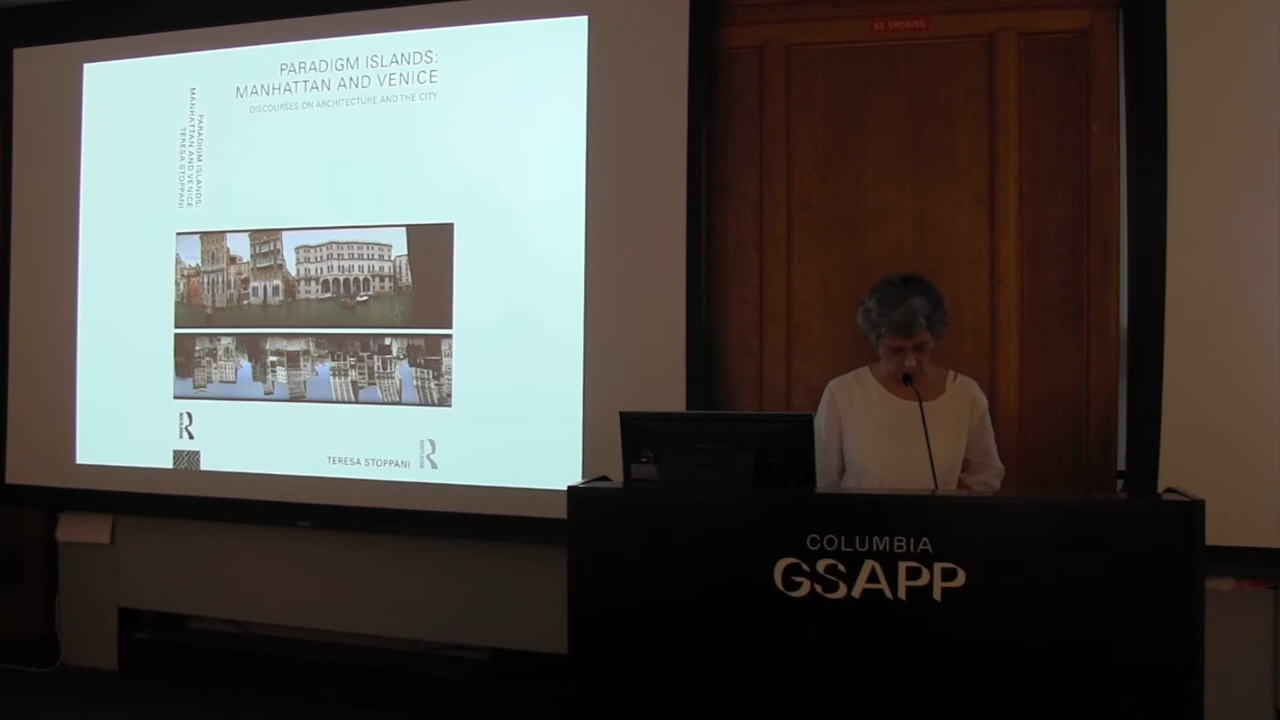 PARADIGM ISLANDS:
MANHATTAN AND VENICE
DISCOURSES ON ARCHITECTURE AND THE CITY
PARADIGM ISLANDS:
MANHATTAN AND VENICE
TERESA STOPPANI
TERESA STOPPANI
R
R
NO SMOKING
COLUMBIA
GSAPP